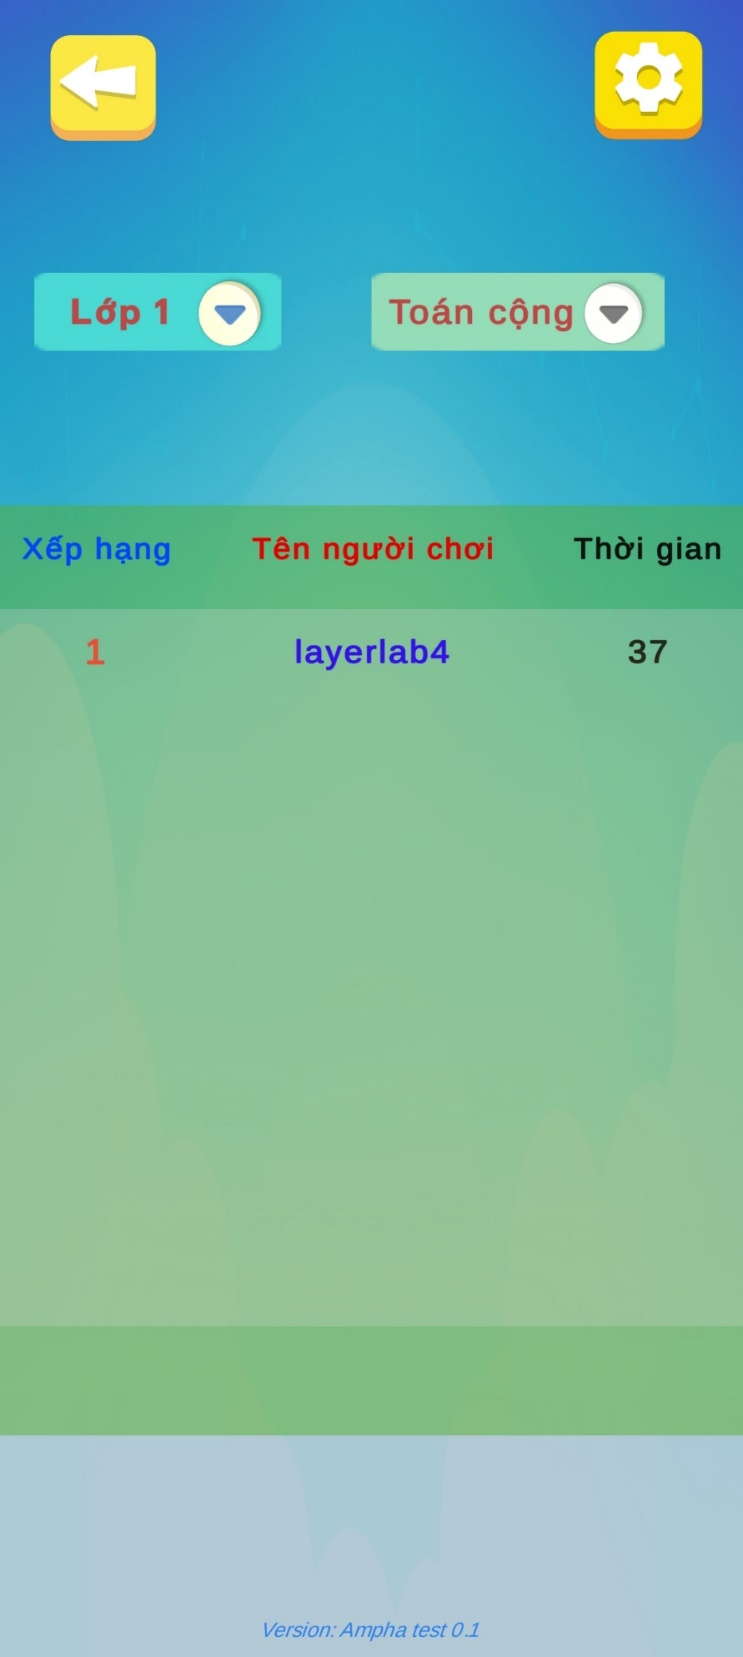 Lớp 1
Toán cộng
Xếp hạng Tên người chơi Thời gian
1 layerlab4 37
Version: Ampha test 0.1